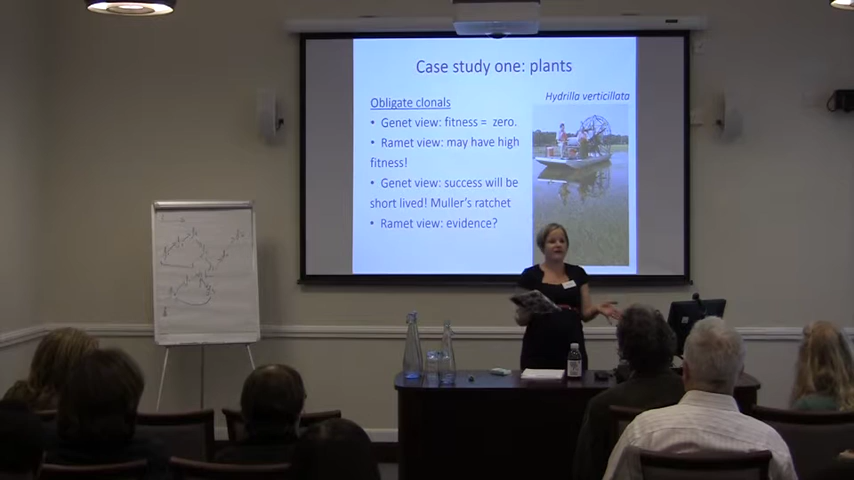 Case study one: plants
Obligate clonals
Hydrilla verticillata
• Genet view: fitness = zero.
• Ramet view: may have high
fitness!
• Genet view: success will be
short lived! Muller's ratchet
• Ramet view: evidence?